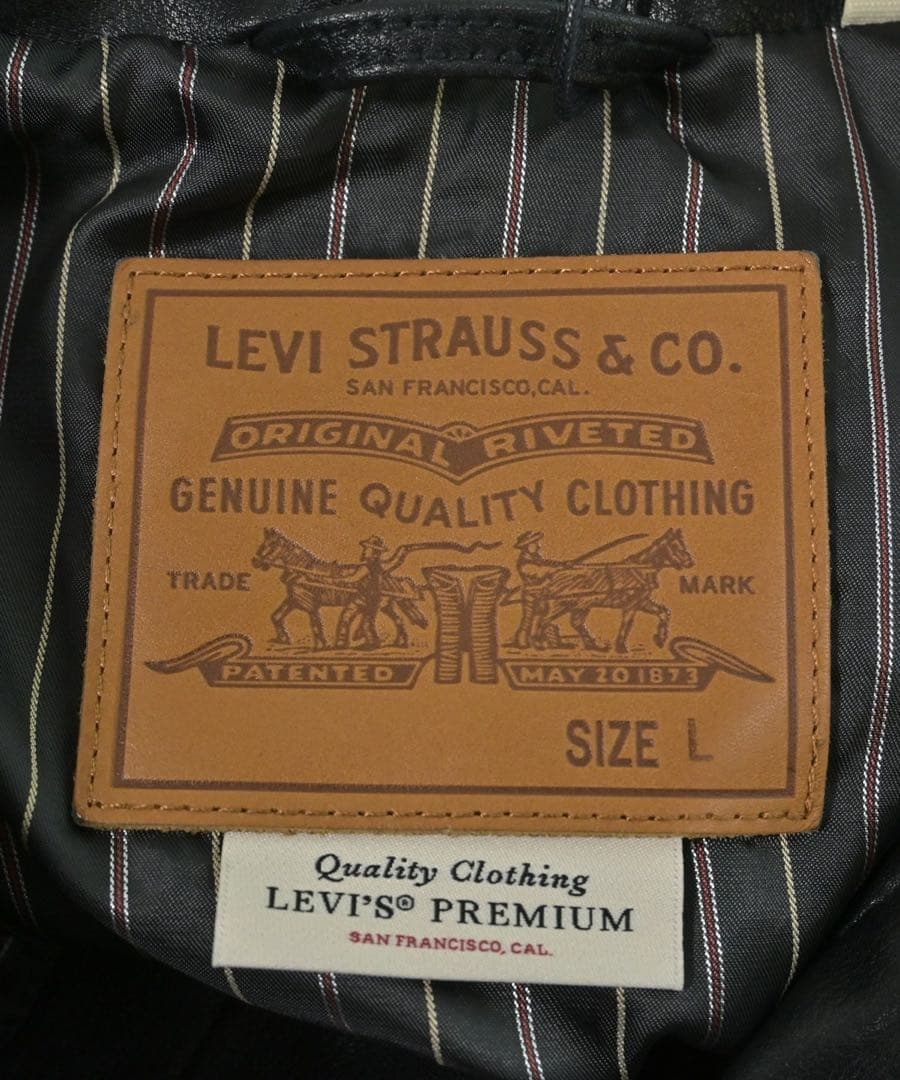 LEVI STRAUSS & CO.
SAN FRANCISCO, CAL.
ORIGINAL RIVETED
GENUINE QUALITY CLOTHING
TRADE MARK
PATENTED MAY 20 1873
SIZE L
Quality Clothing
LEVI'S® PREMIUM
SAN FRANCISCO, CAL.